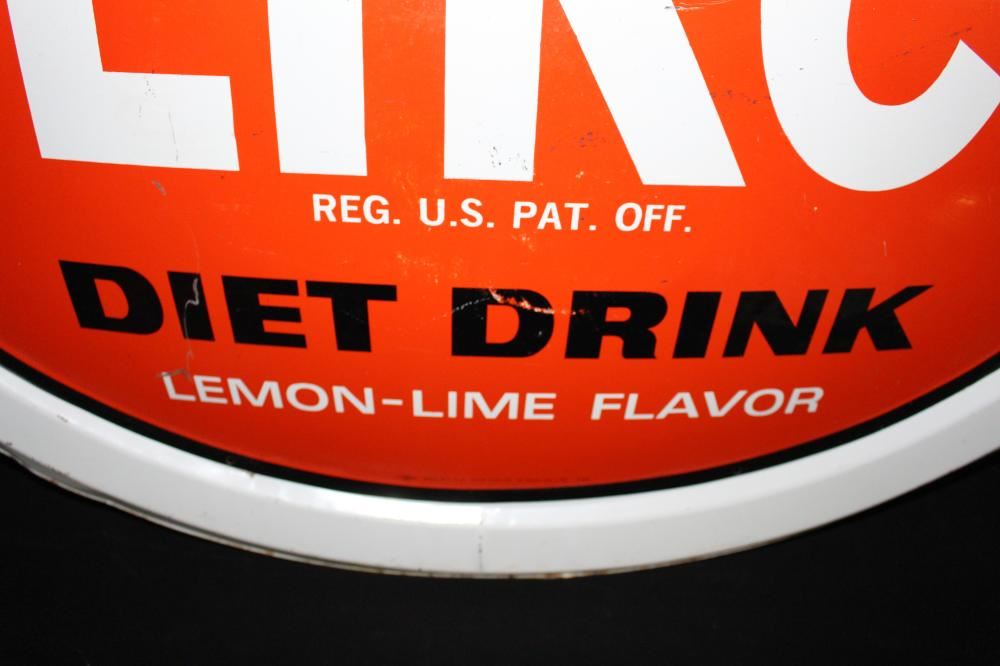 REG. U.S. PAT. OFF.
DIET DRINK
LEMON-LIME FLAVOR